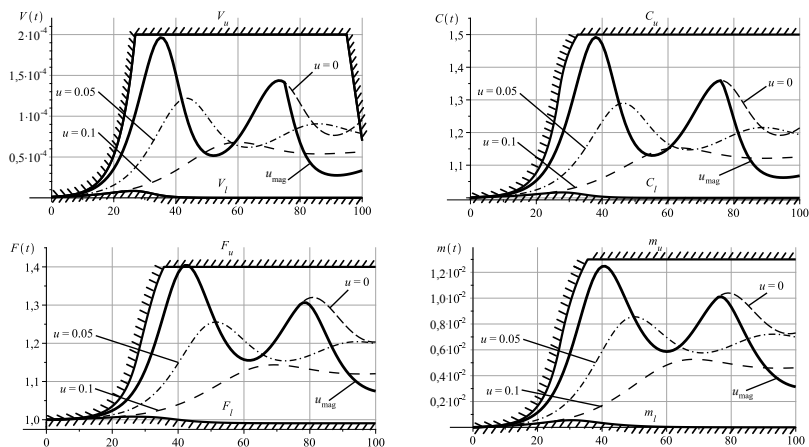 V(t) V_u
2·10^-4
1,5·10^-4
1·10^-4
0,5·10^-4
0 20 40 60 80 100
u=0.05
u=0.1
u=0
V_l
u_mag
C(t) C_u
1,5
1,4
1,3
1,2
1,1
0 20 40 60 80 100
u=0.05
u=0.1
u=0
C_l
u_mag
F(t) F_u
0 20 40 60 80 100
1,4
1,3
1,2
1,1
1,0
u=0.05
u=0.1
u=0
F_l
u_mag
m(t) m_u
0 20 40 60 80 100
1,2·10^-2
1,0·10^-2
0,8·10^-2
0,6·10^-2
0,4·10^-2
0,2·10^-2
u=0.05
u=0.1
u=0
m_l
u_mag